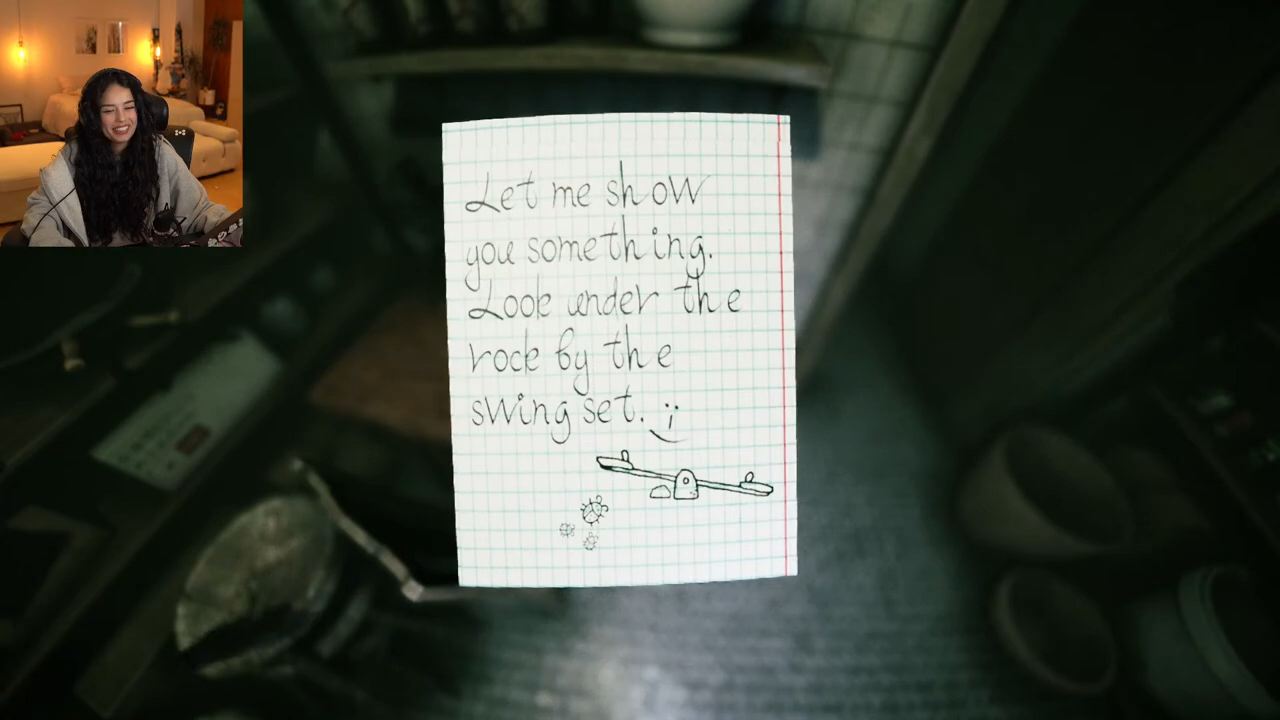 Let me show
you something.
Look under the
rock by the
swing set. :)